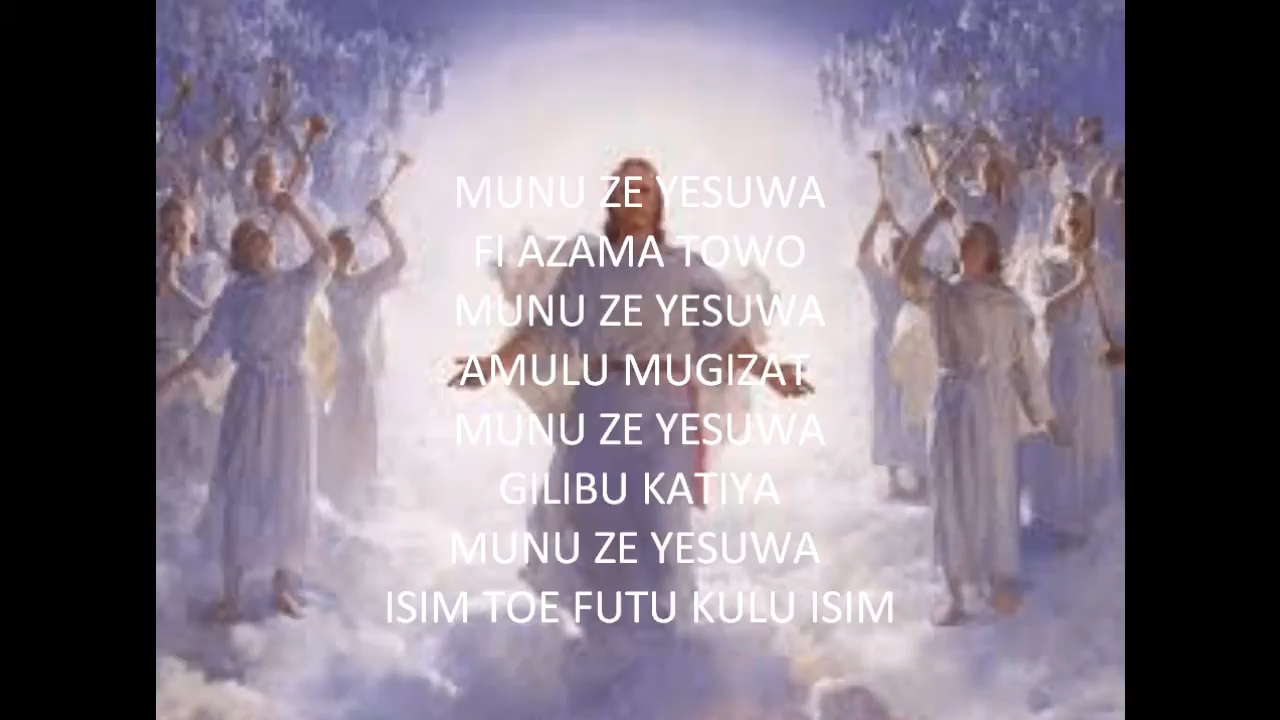 MUNU ZE YESUWA
FI AZAMA TOWO
MUNU ZE YESUWA
AMULU MUGIZAT
MUNU ZE YESUWA
GILIBU KATIYA
MUNU ZE YESUWA
ISIM TOE FUTU KULU ISIM